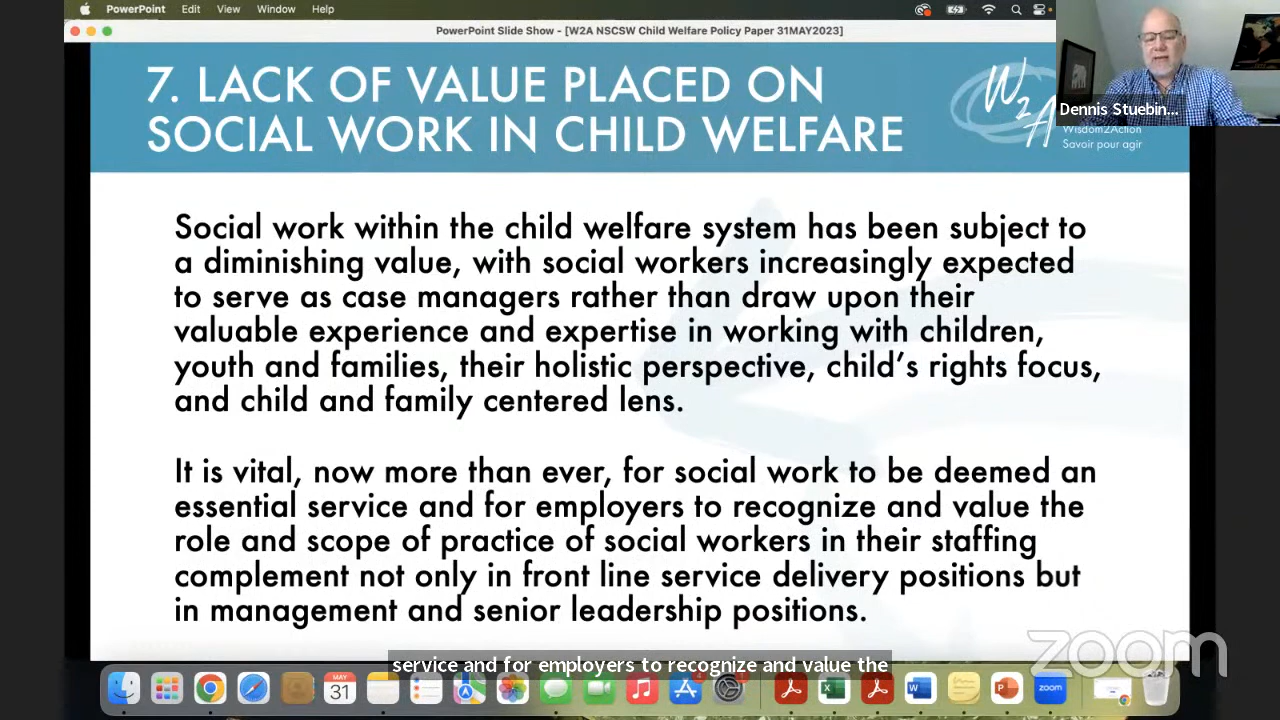 PowerPoint Edit View Window Help
PowerPoint Slide Show - [W2A NSCSW Child Welfare Policy Paper 31MAY2023]
7. LACK OF VALUE PLACED ON
SOCIAL WORK IN CHILD WELFARE
W2A
Wisdom2Action
Savoir pour agir
Dennis Stuebin...
Social work within the child welfare system has been subject to
a diminishing value, with social workers increasingly expected
to serve as case managers rather than draw upon their
valuable experience and expertise in working with children,
youth and families, their holistic perspective, child's rights focus,
and child and family centered lens.
It is vital, now more than ever, for social work to be deemed an
essential service and for employers to recognize and value the
role and scope of practice of social workers in their staffing
complement not only in front line service delivery positions but
in management and senior leadership positions.
zoom
service and for employers to recognize and value the
MAY
31
zoom